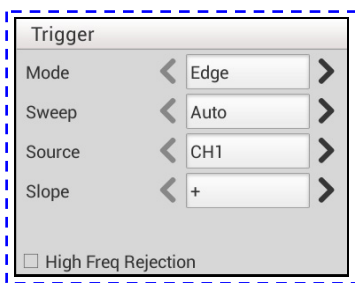 Trigger
Mode Edge
Sweep Auto
Source CH1
Slope +
High Freq Rejection